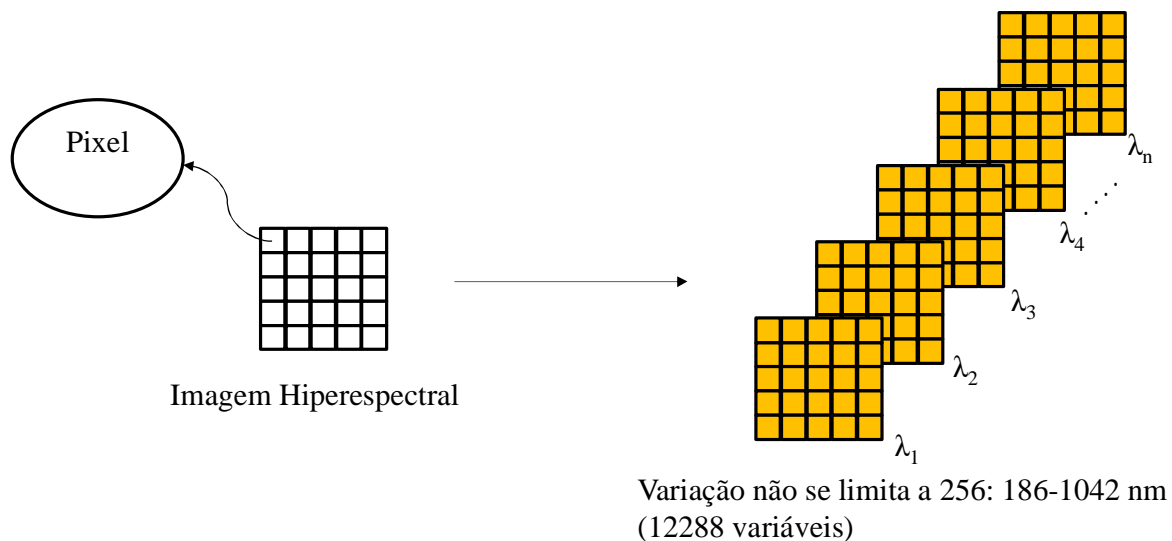 Pixel
Imagem Hiperespectral
λn
λ4
λ3
λ2
λ1
Variação não se limita a 256: 186-1042 nm
(12288 variáveis)